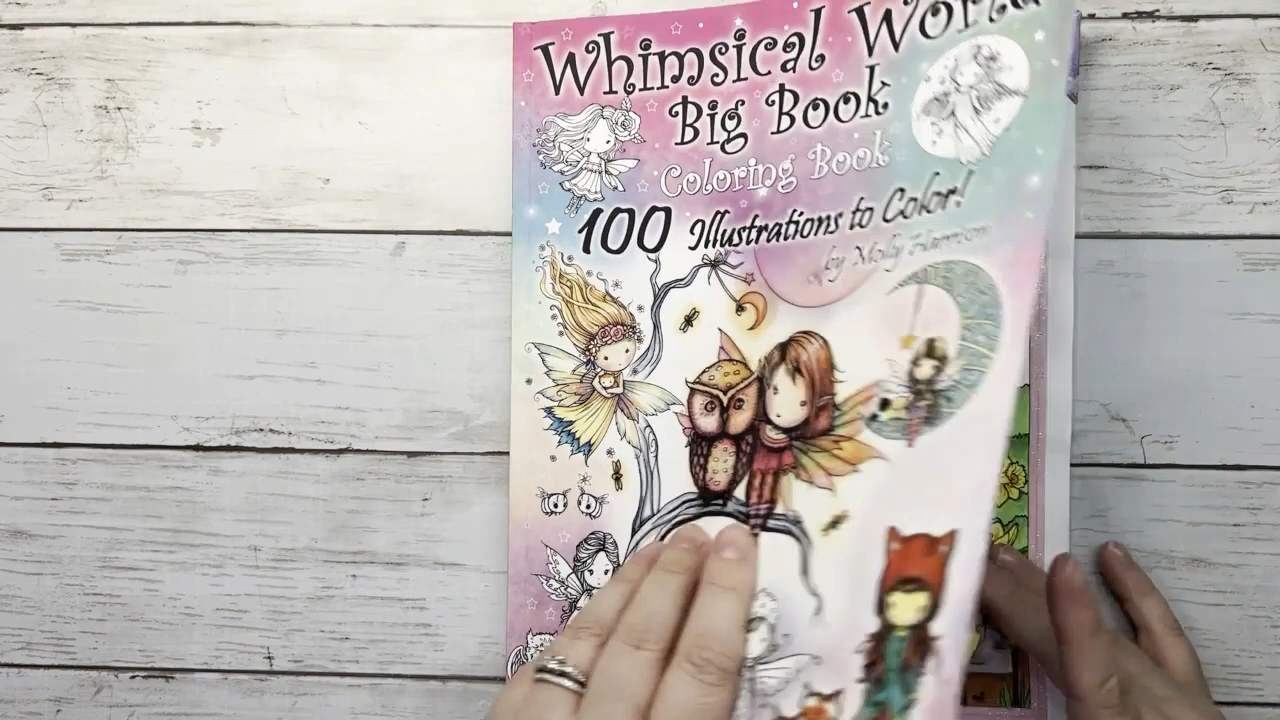 Whimsical World
Big Book
Coloring Book
100 Illustrations to Color!
by Molly Harrison